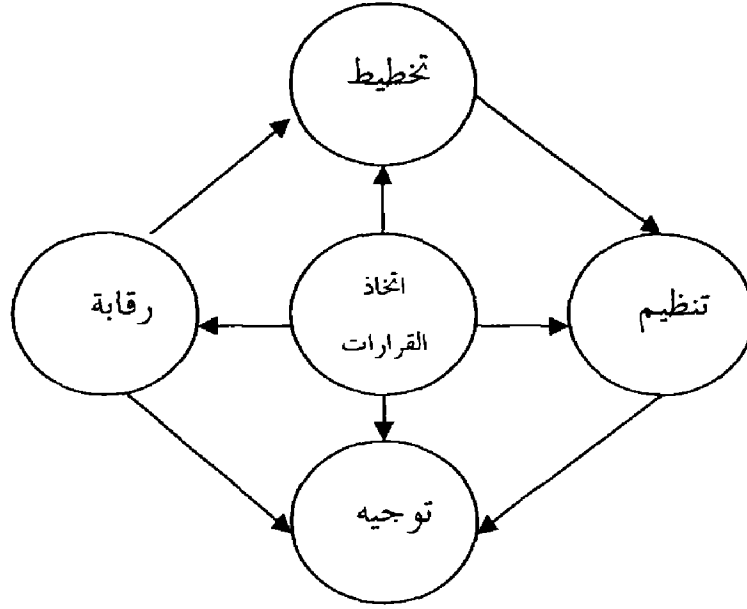 تخطيط
رقابة
اتخاذ
القرارات
تنظيم
توجيه